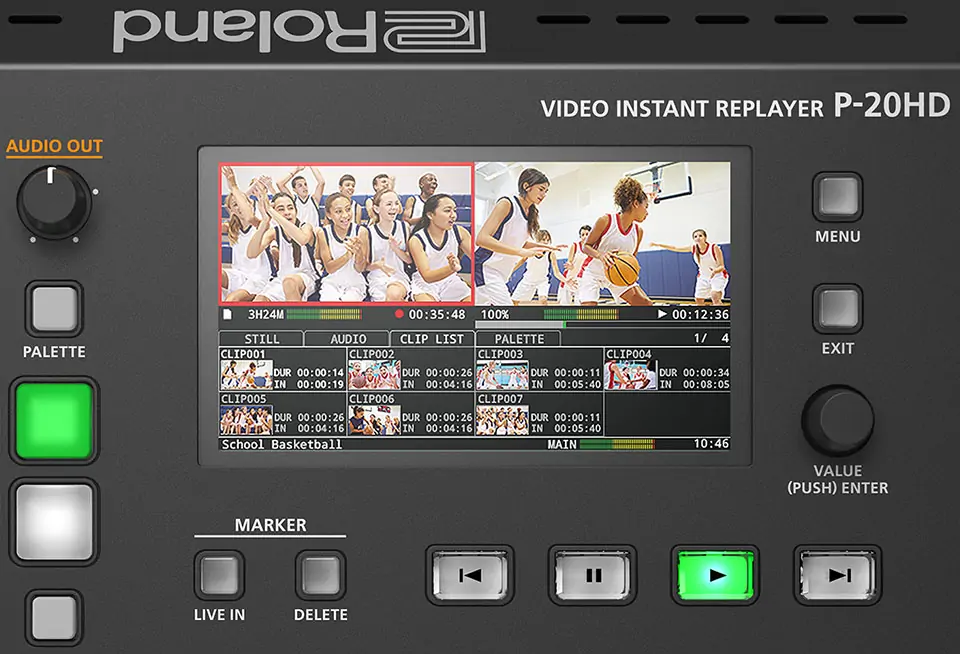 Roland
VIDEO INSTANT REPLAYER P-20HD
AUDIO OUT
MENU
PALETTE
EXIT
3H24M 00:35:48 100% 00:12:36
STILL AUDIO CLIP LIST PALETTE 1/ 4
CLIP001 CLIP002 CLIP003 CLIP004
DUR 00:00:14 DUR 00:00:26 DUR 00:00:11 DUR 00:00:34
IN 00:00:19 IN 00:04:16 IN 00:05:40 IN 00:08:05
CLIP005 CLIP006 CLIP007
DUR 00:00:26 DUR 00:00:26 DUR 00:00:11
IN 00:04:16 IN 00:04:16 IN 00:05:40
School Basketball MAIN 10:46
VALUE
(PUSH) ENTER
MARKER
LIVE IN DELETE